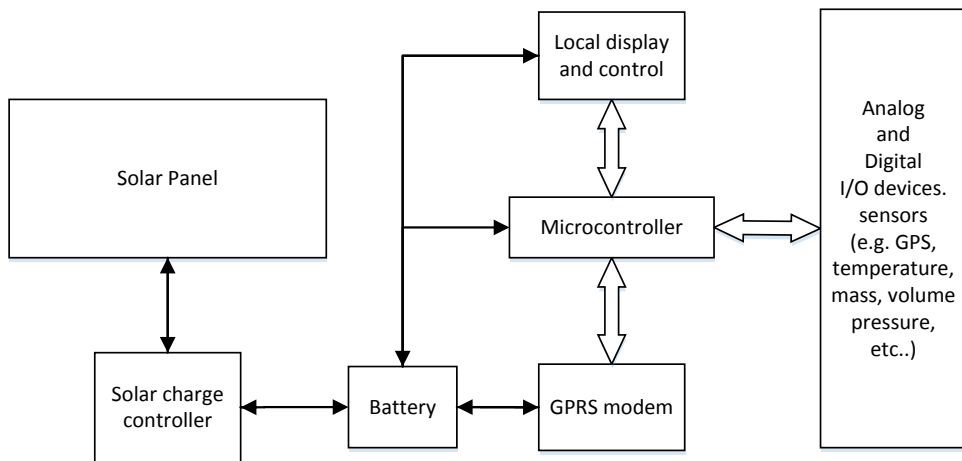 Local display
and control
Solar Panel
Microcontroller
Analog
and
Digital
I/O devices.
sensors
(e.g. GPS,
temperature,
mass, volume
pressure,
etc..)
Solar charge
controller
Battery
GPRS modem